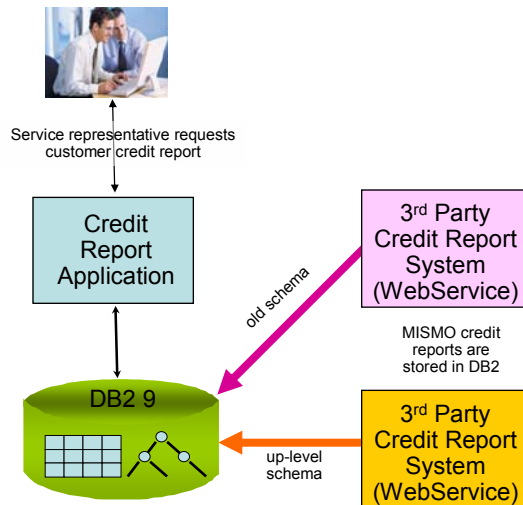 Service representative requests
customer credit report
Credit
Report
Application
3rd Party
Credit Report
System
(WebService)
old schema
MISMO credit
reports are
stored in DB2
DB2 9
up-level
schema
3rd Party
Credit Report
System
(WebService)